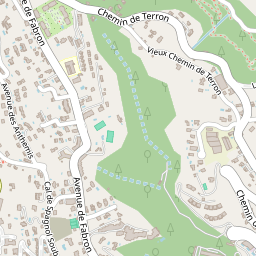 Chemin de Terron
Vieux Chemin de Terron
de Fabron
Avenue des Anthemis
Avenue de Fabron
Cal de Spagnol Soub
Chemin